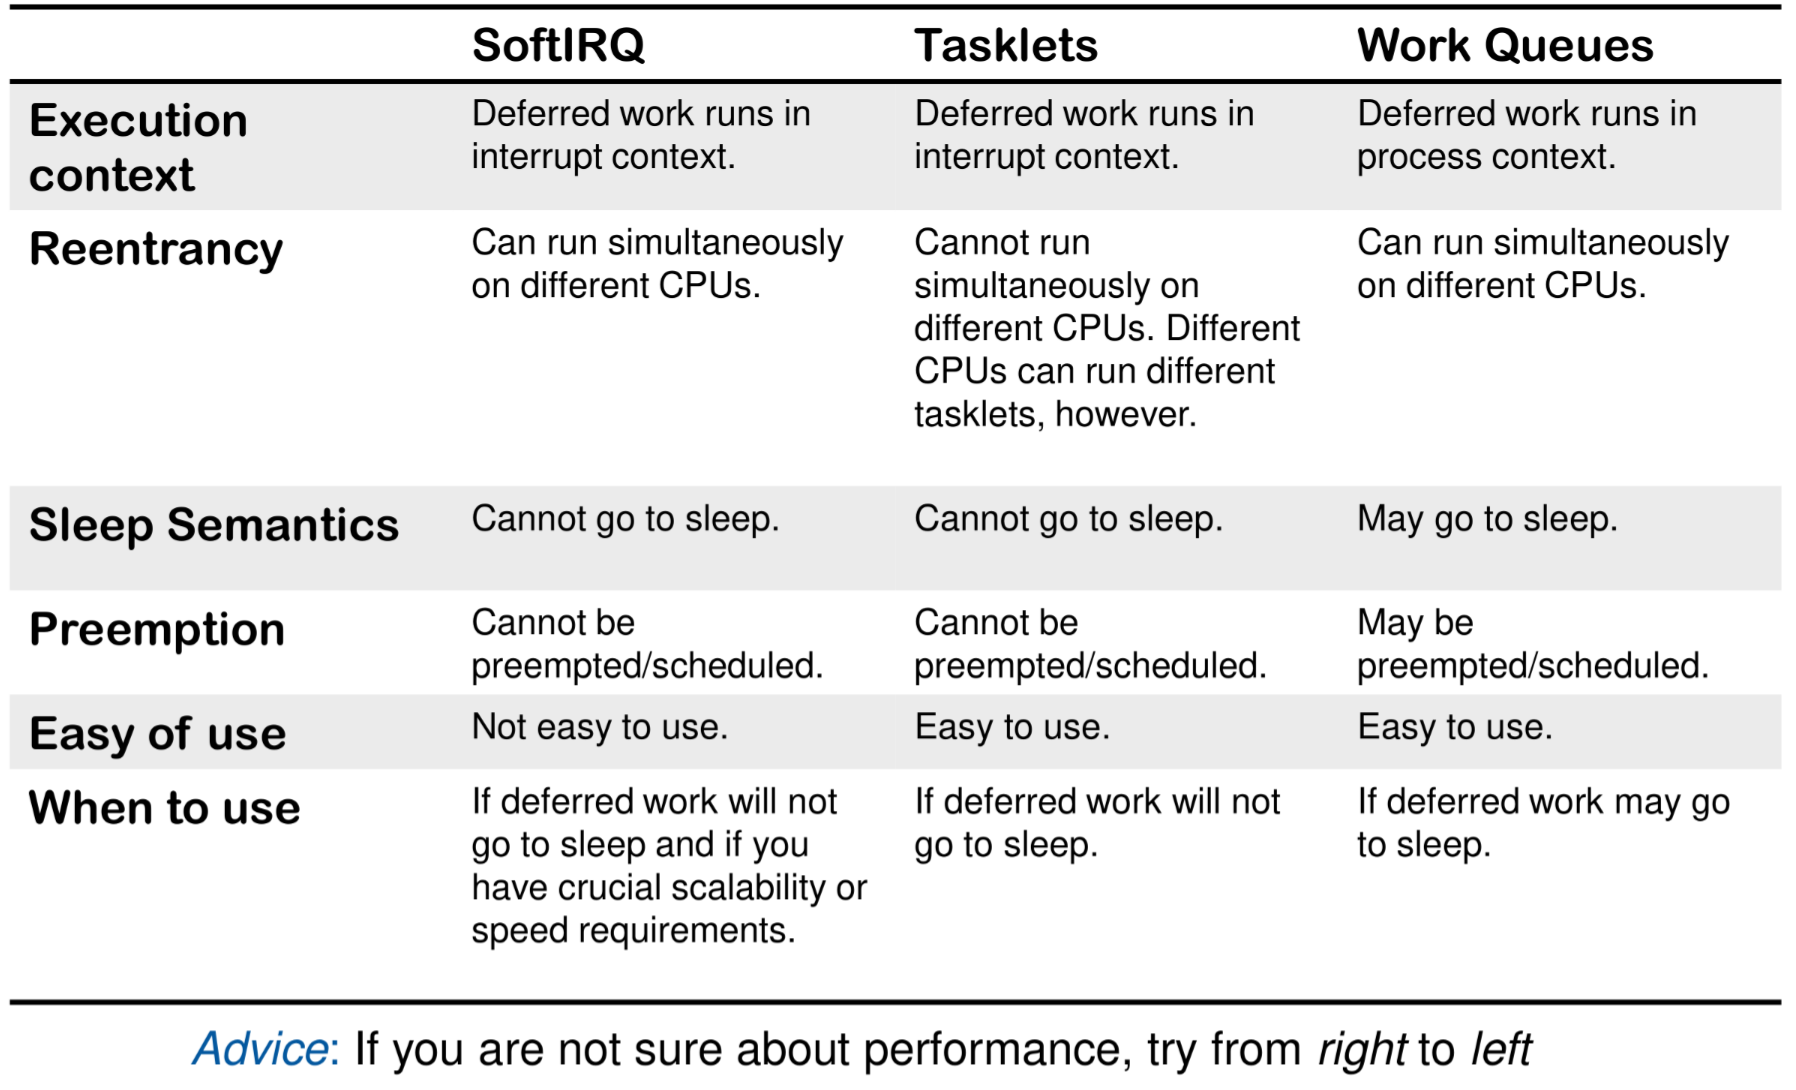 SoftIRQ Tasklets Work Queues
Execution context
Deferred work runs in
interrupt context.
Deferred work runs in
interrupt context.
Deferred work runs in
process context.
Reentrancy
Can run simultaneously
on different CPUs.
Cannot run
simultaneously on
different CPUs. Different
CPUs can run different
tasklets, however.
Can run simultaneously
on different CPUs.
Sleep Semantics
Cannot go to sleep.
Cannot go to sleep.
May go to sleep.
Preemption
Cannot be
preempted/scheduled.
Cannot be
preempted/scheduled.
May be
preempted/scheduled.
Easy of use
Not easy to use.
Easy to use.
Easy to use.
When to use
If deferred work will not
go to sleep and if you
have crucial scalability or
speed requirements.
If deferred work will not
go to sleep.
If deferred work may go
to sleep.
Advice: If you are not sure about performance, try from right to left